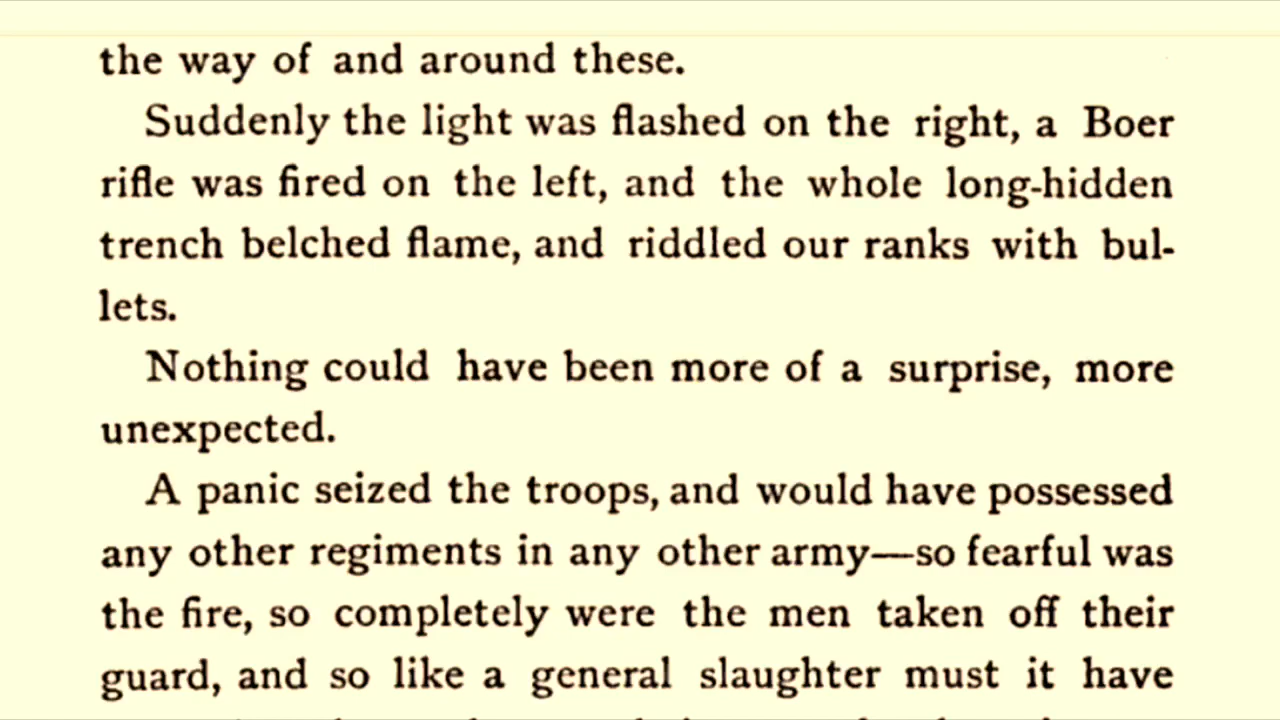 the way of and around these.
Suddenly the light was flashed on the right, a Boer
rifle was fired on the left, and the whole long-hidden
trench belched flame, and riddled our ranks with bul-
lets.
Nothing could have been more of a surprise, more
unexpected.
A panic seized the troops, and would have possessed
any other regiments in any other army—so fearful was
the fire, so completely were the men taken off their
guard, and so like a general slaughter must it have